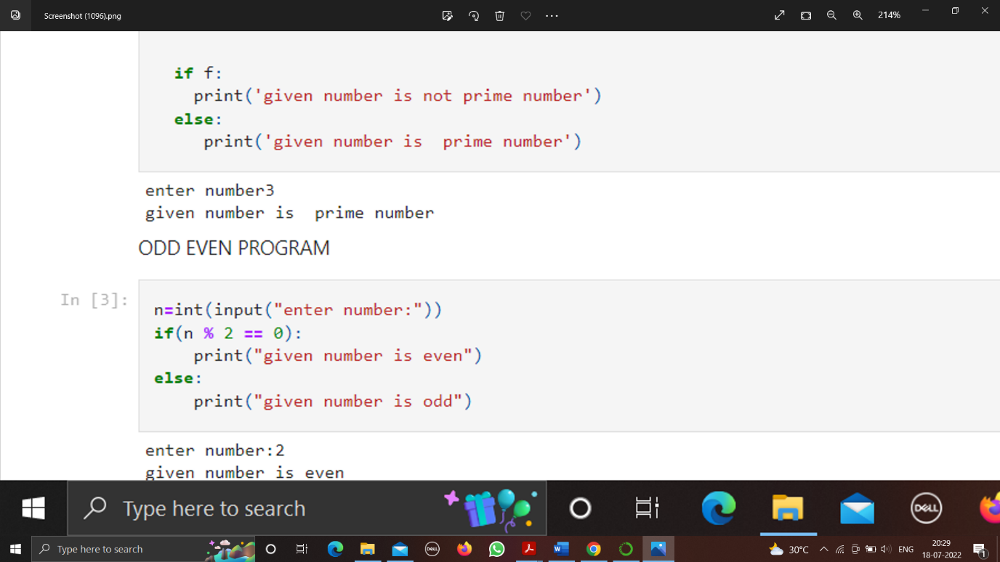 Screenshot (1096).png
214%
if f:
print('given number is not prime number')
else:
print('given number is  prime number')
enter number3
given number is  prime number
ODD EVEN PROGRAM
In [3]:
n=int(input("enter number:"))
if(n % 2 == 0):
print("given number is even")
else:
print("given number is odd")
enter number:2
given number is even
Type here to search
DELL
Type here to search
DELL
30°C
ENG
20:29
18-07-2022
1